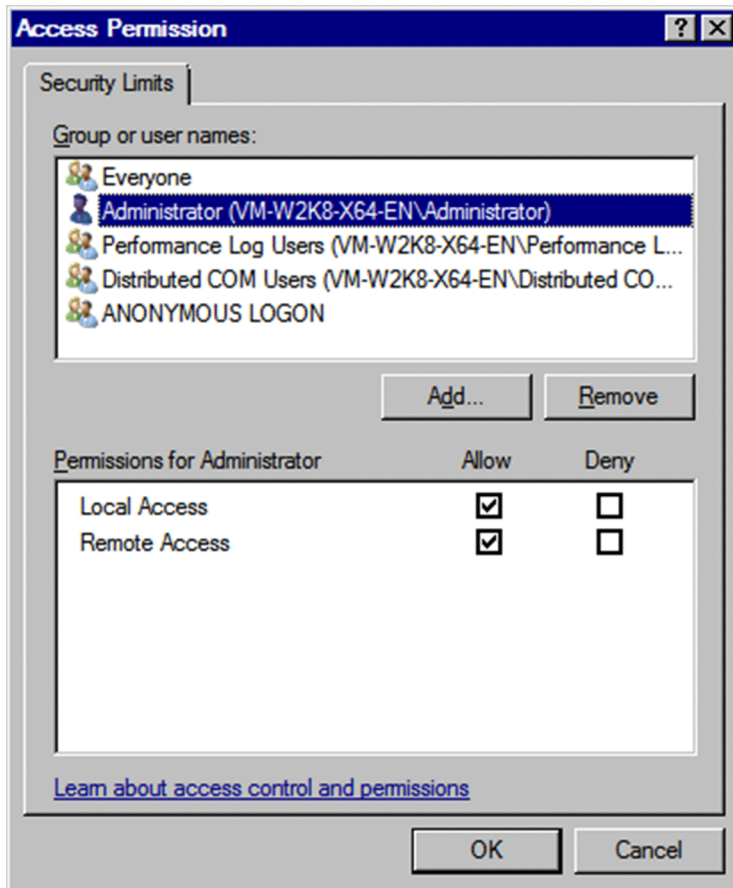 Access Permission
Security Limits
Group or user names:
Everyone
Administrator (VM-W2K8-X64-EN\Administrator)
Performance Log Users (VM-W2K8-X64-EN\Performance L...
Distributed COM Users (VM-W2K8-X64-EN\Distributed CO...
ANONYMOUS LOGON
Add... Remove
Permissions for Administrator Allow Deny
Local Access
Remote Access
Learn about access control and permissions
OK Cancel